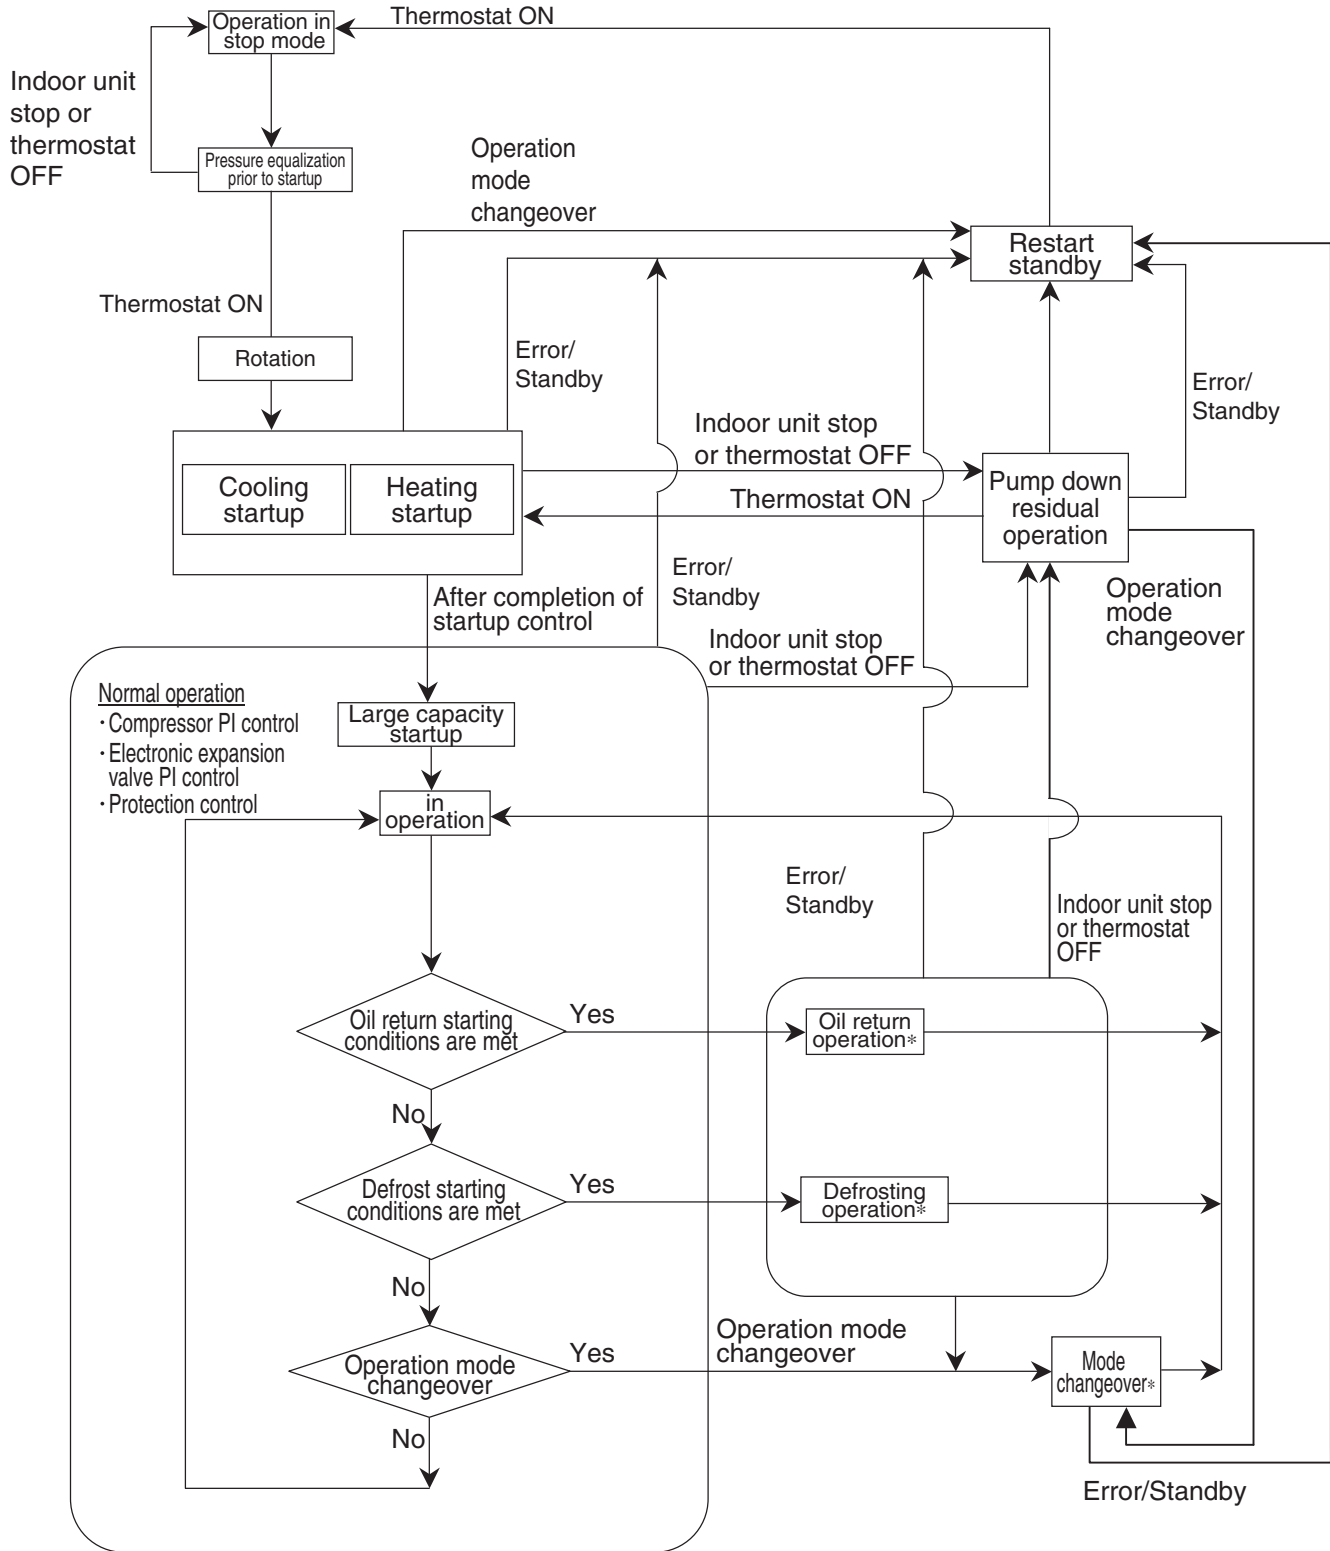 Operation in
stop mode
Thermostat ON
Indoor unit
stop or
thermostat
OFF
Pressure equalization
prior to startup
Operation
mode
changeover
Restart
standby
Thermostat ON
Rotation
Error/
Standby
Error/
Standby
Indoor unit stop
or thermostat OFF
Cooling
startup
Heating
startup
Thermostat ON
Pump down
residual
operation
After completion of
startup control
Error/
Standby
Operation
mode
changeover
Indoor unit stop
or thermostat OFF
Normal operation
・Compressor PI control
・Electronic expansion
valve PI control
・Protection control
Large capacity
startup
in
operation
Error/
Standby
Indoor unit stop
or thermostat
OFF
Oil return starting
conditions are met
Yes
Oil return
operation*
No
Defrost starting
conditions are met
Yes
Defrosting
operation*
No
Operation mode
changeover
Yes
Operation mode
changeover
Mode
changeover*
No
Error/Standby